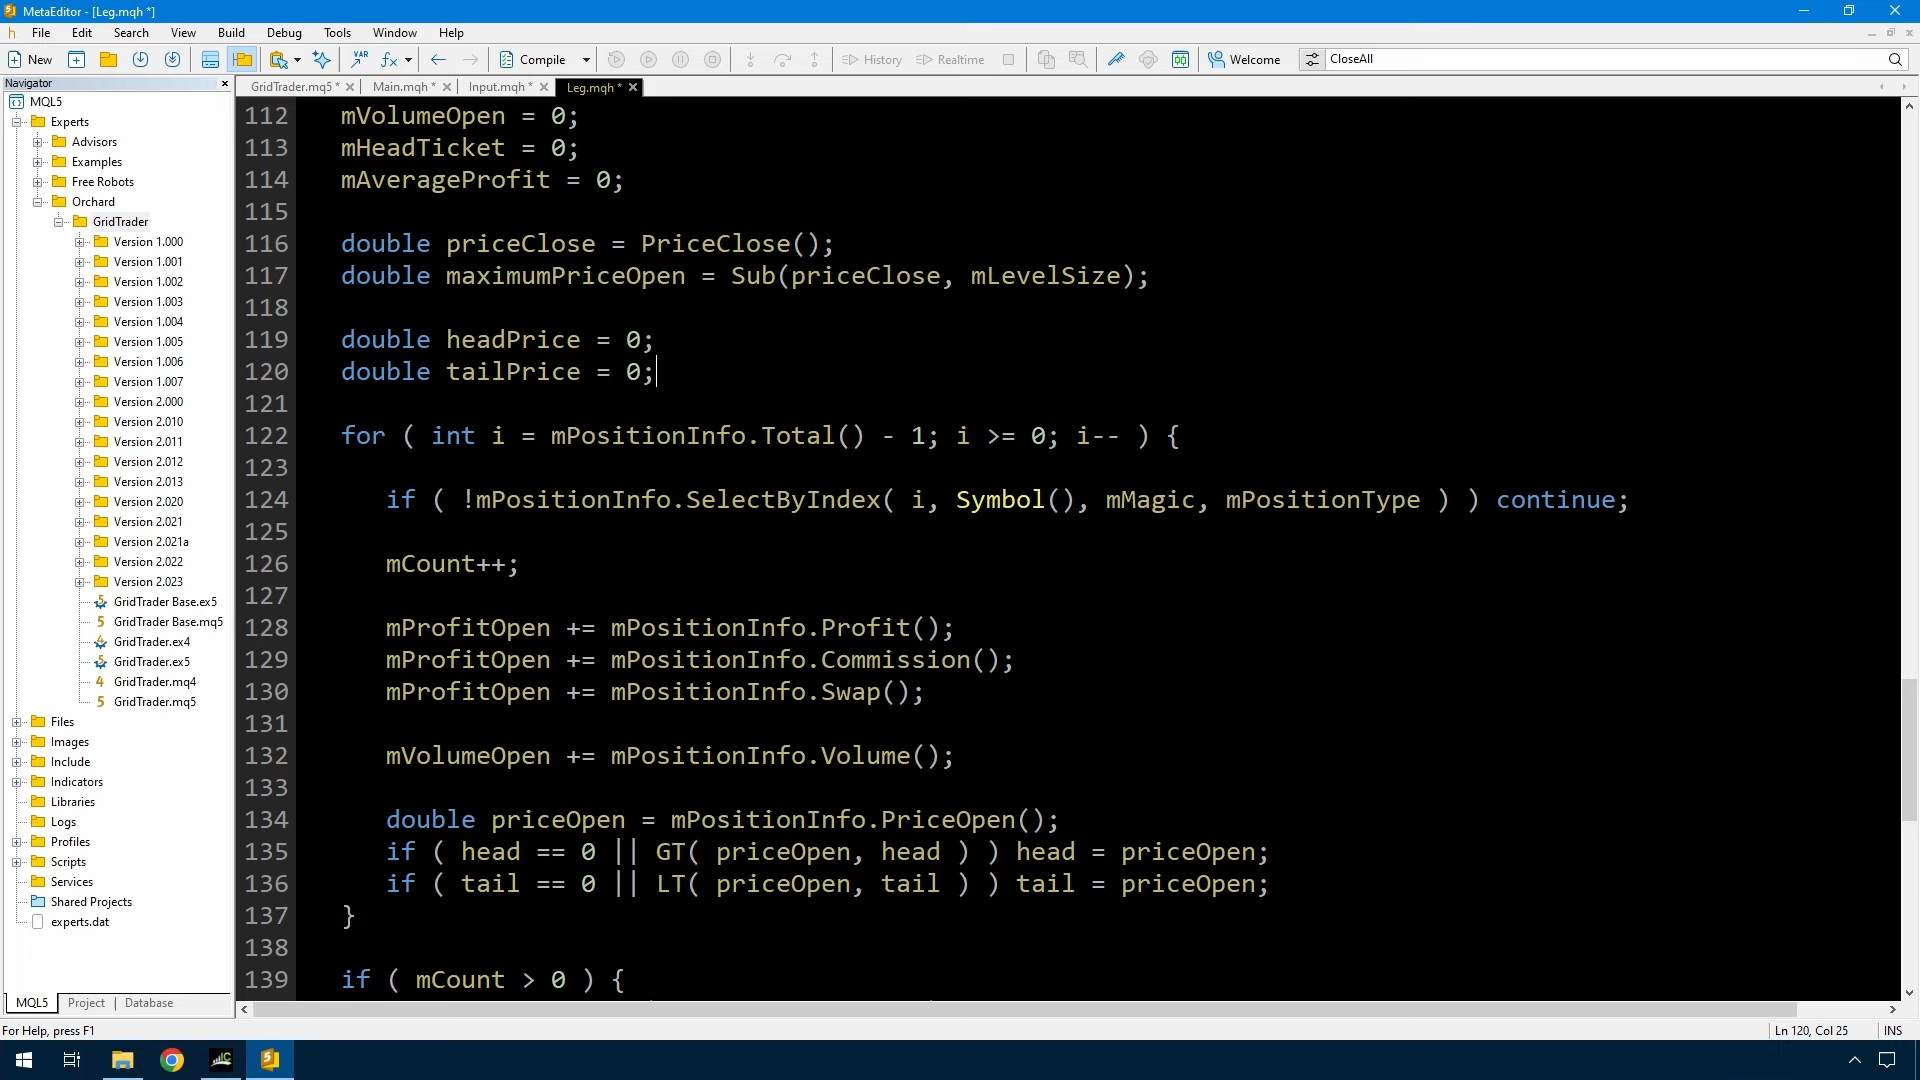 MetaEditor - [Leg.mqh *]
File Edit Search View Build Debug Tools Window Help
New Compile History Realtime Welcome CloseAll
Navigator
GridTrader.mq5 * Main.mqh * Input.mqh * Leg.mqh *
MQL5
Experts
Advisors
Examples
Free Robots
Orchard
GridTrader
Version 1.000
Version 1.001
Version 1.002
Version 1.003
Version 1.004
Version 1.005
Version 1.006
Version 1.007
Version 2.000
Version 2.010
Version 2.011
Version 2.012
Version 2.013
Version 2.020
Version 2.021
Version 2.021a
Version 2.022
Version 2.023
GridTrader Base.ex5
GridTrader Base.mq5
GridTrader.ex4
GridTrader.ex5
GridTrader.mq4
GridTrader.mq5
Files
Images
Include
Indicators
Libraries
Logs
Profiles
Scripts
Services
Shared Projects
experts.dat
MQL5 Project | Database
112 mVolumeOpen = 0;
113 mHeadTicket = 0;
114 mAverageProfit = 0;
115
116 double priceClose = PriceClose();
117 double maximumPriceOpen = Sub(priceClose, mLevelSize);
118
119 double headPrice = 0;
120 double tailPrice = 0;
121
122 for ( int i = mPositionInfo.Total() - 1; i >= 0; i-- ) {
123
124 if ( !mPositionInfo.SelectByIndex( i, Symbol(), mMagic, mPositionType ) ) continue;
125
126 mCount++;
127
128 mProfitOpen += mPositionInfo.Profit();
129 mProfitOpen += mPositionInfo.Commission();
130 mProfitOpen += mPositionInfo.Swap();
131
132 mVolumeOpen += mPositionInfo.Volume();
133
134 double priceOpen = mPositionInfo.PriceOpen();
135 if ( head == 0 || GT( priceOpen, head ) ) head = priceOpen;
136 if ( tail == 0 || LT( priceOpen, tail ) ) tail = priceOpen;
137 }
138
139 if ( mCount > 0 ) {
For Help, press F1
Ln 120, Col 25 INS